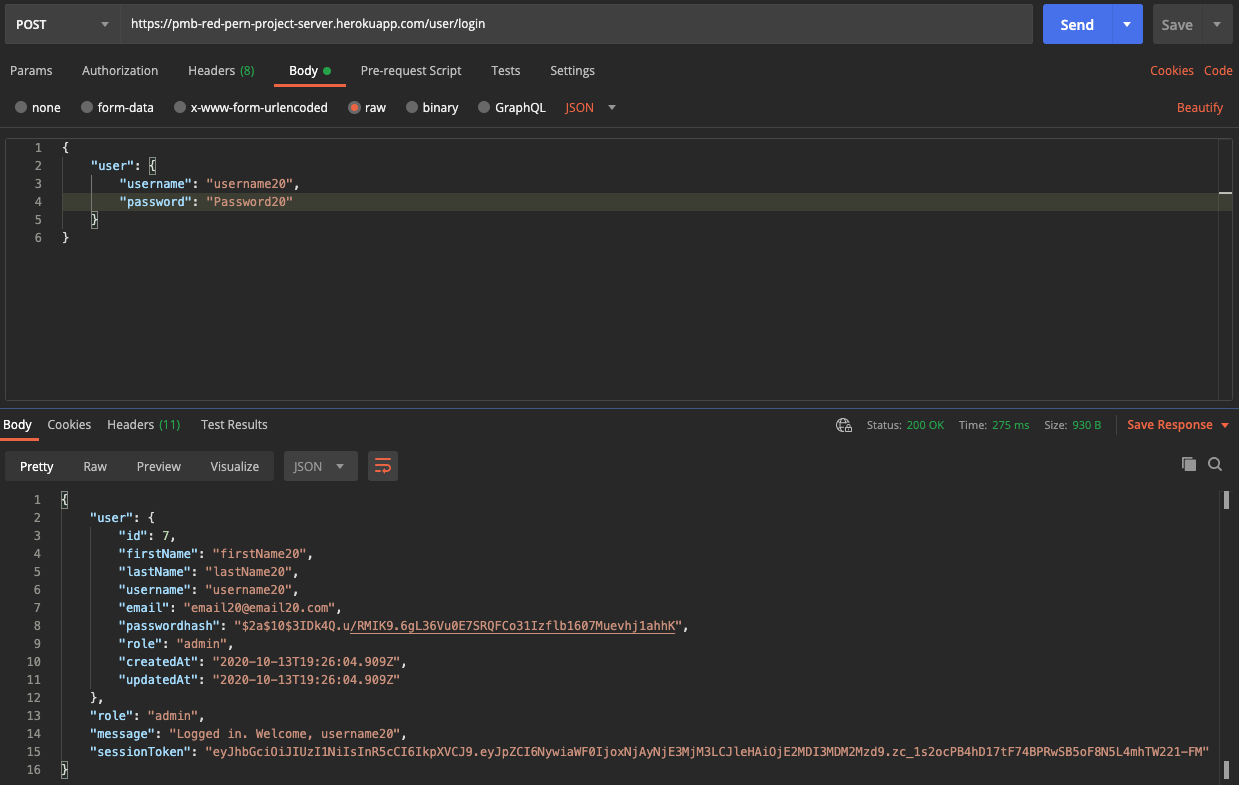 POST https://pmb-red-pern-project-server.herokuapp.com/user/login Send Save
Params Authorization Headers (8) Body Pre-request Script Tests Settings Cookies Code
none form-data x-www-form-urlencoded raw binary GraphQL JSON Beautify
1 {
2 "user": {
3 "username": "username20",
4 "password": "Password20"
5 }
6 }
Body Cookies Headers (11) Test Results Status: 200 OK Time: 275 ms Size: 930 B Save Response
Pretty Raw Preview Visualize JSON
1 {
2 "user": {
3 "id": 7,
4 "firstName": "firstName20",
5 "lastName": "lastName20",
6 "username": "username20",
7 "email": "email20@email20.com",
8 "passwordhash": "$2a$10$3IDk4Q.u/RMIK9.6gL36Vu0E7SRQFCo31Izflb1607Muevhj1ahhK",
9 "role": "admin",
10 "createdAt": "2020-10-13T19:26:04.909Z",
11 "updatedAt": "2020-10-13T19:26:04.909Z"
12 },
13 "role": "admin",
14 "message": "Logged in. Welcome, username20",
15 "sessionToken": "eyJhbGciOiJIUzI1NiIsInR5cCI6IkpXVCJ9.eyJpZCI6NywiaWF0IjoxNjAyNjE3MjM3LCJleHAiOjE2MDI3MDM2Mzd9.zc_1s2ocPB4hD17tF74BPRwSB5oF8N5L4mhTW221-FM"
16 }